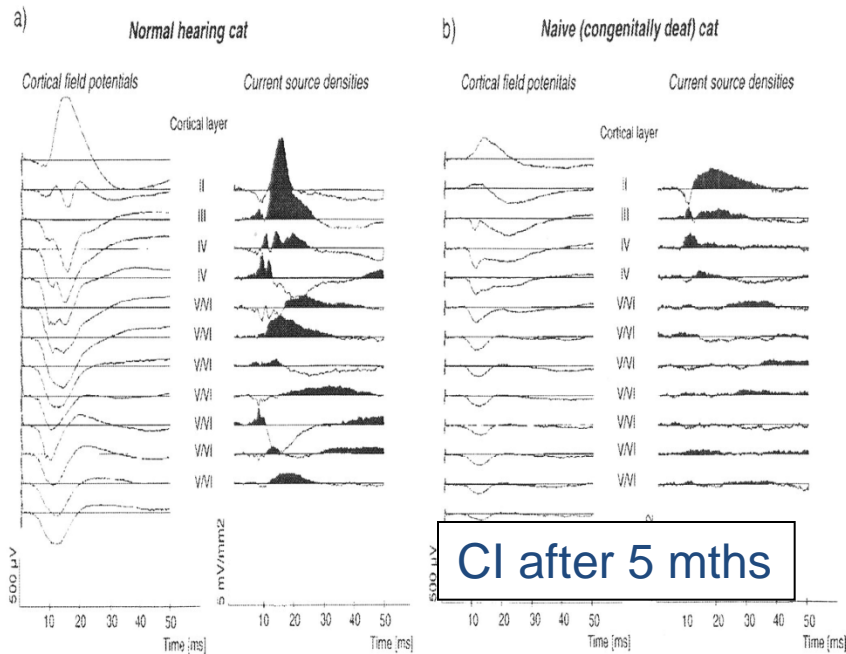 a)
Normal hearing cat
Cortical field potentials
Current source densities
Cortical layer
II
III
IV
IV
V/VI
V/VI
V/VI
V/VI
V/VI
V/VI
V/VI
500 µV
5 mV/mm2
10 20 30 40 50
Time [ms]
10 20 30 40 50
Time [ms]
b)
Naive (congenitally deaf) cat
Cortical field potenitals
Current source densities
Cortical layer
II
III
IV
IV
V/VI
V/VI
V/VI
V/VI
V/VI
V/VI
V/VI
CI after 5 mths
500 µV
2
10 20 30 40 50
Time [ms]
10 20 30 40 50
Time [ms]